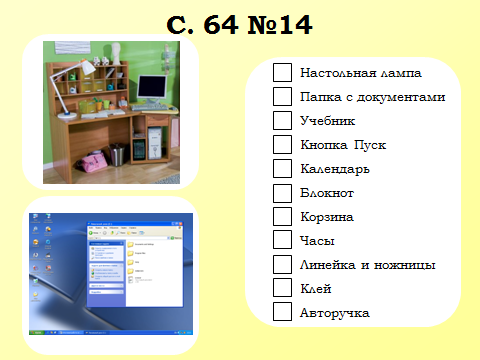 С. 64 №14
Настольная лампа
Папка с документами
Учебник
Кнопка Пуск
Календарь
Блокнот
Корзина
Часы
Линейка и ножницы
Клей
Авторучка